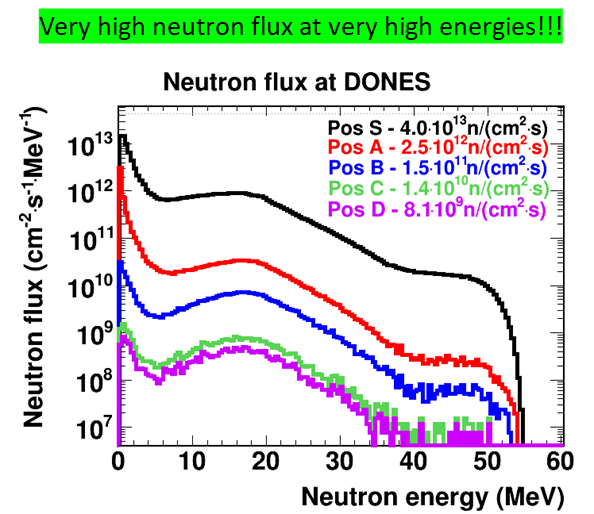 Very high neutron flux at very high energies!!!
Neutron flux at DONES
Pos S - 4.0·10¹³n/(cm²·s)
Pos A - 2.5·10¹²n/(cm²·s)
Pos B - 1.5·10¹¹n/(cm²·s)
Pos C - 1.4·10¹⁰n/(cm²·s)
Pos D - 8.1·10⁹n/(cm²·s)
Neutron flux (cm⁻²·s⁻¹·MeV⁻¹)
10¹³
10¹²
10¹¹
10¹⁰
10⁹
10⁸
10⁷
0 10 20 30 40 50 60
Neutron energy (MeV)